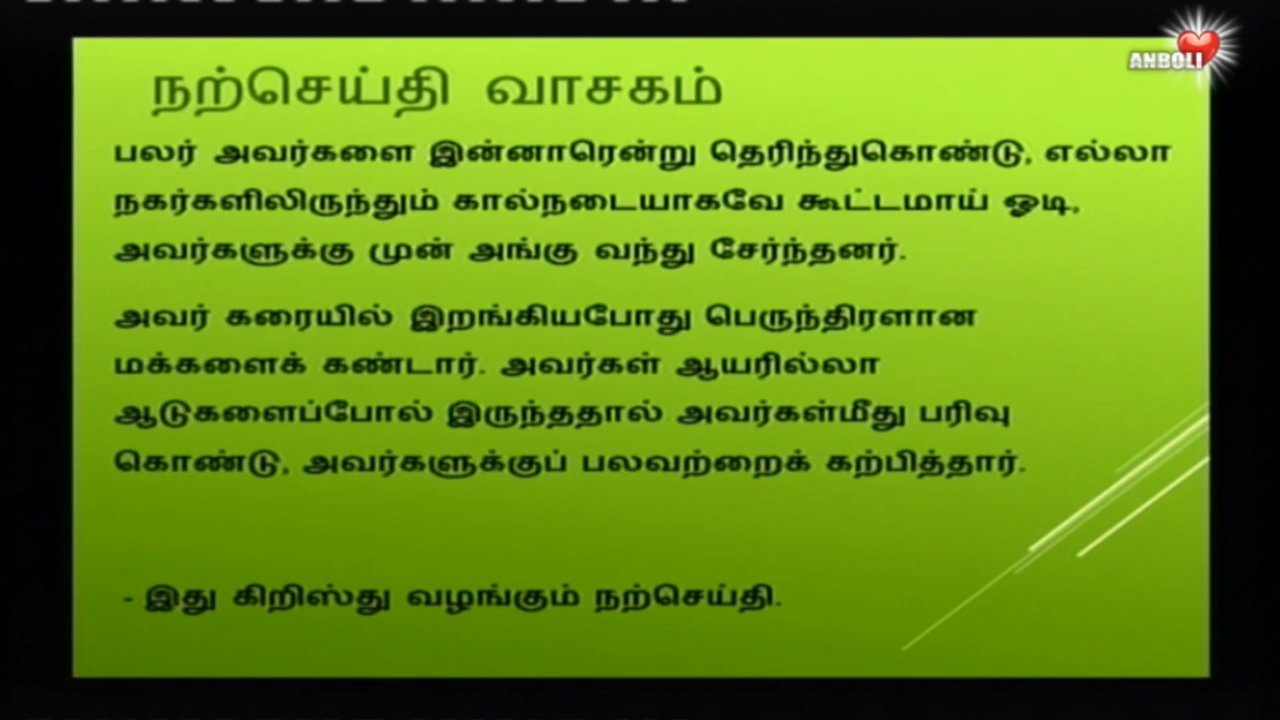 ANBOLI
நற்செய்தி வாசகம்
பலர் அவர்களை இன்னாரென்று தெரிந்துகொண்டு, எல்லா
நகர்களிலிருந்தும் கால்நடையாகவே கூட்டமாய் ஓடி,
அவர்களுக்கு முன் அங்கு வந்து சேர்ந்தனர்.
அவர் கரையில் இறங்கியபோது பெருந்திரளான
மக்களைக் கண்டார். அவர்கள் ஆயரில்லா
ஆடுகளைப்போல் இருந்ததால் அவர்கள்மீது பரிவு
கொண்டு, அவர்களுக்குப் பலவற்றைக் கற்பித்தார்.
- இது கிறிஸ்து வழங்கும் நற்செய்தி.